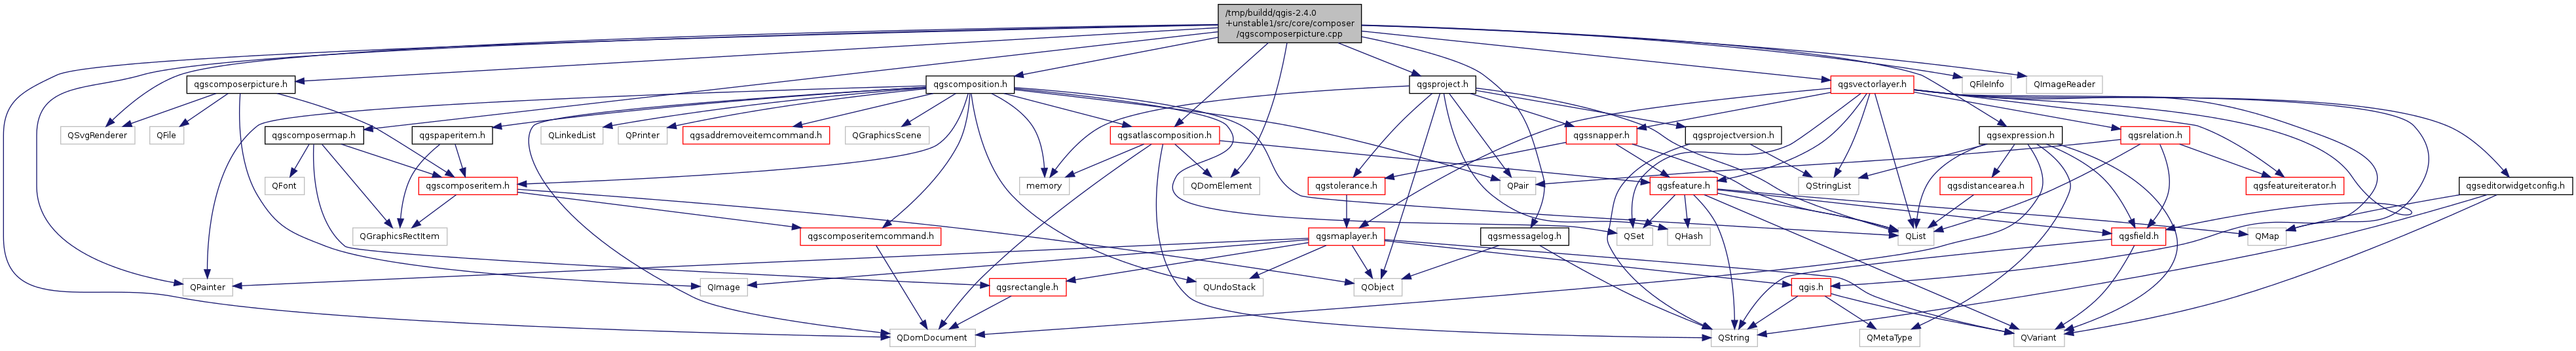 /tmp/buildd/qgis-2.4.0
+unstable1/src/core/composer
/qgscomposerpicture.cpp
qgscomposerpicture.h
qgscomposition.h
qgsproject.h
qgsvectorlayer.h
QFileInfo
QImageReader
QSvgRenderer
QFile
qgscomposermap.h
qgspaperitem.h
QLinkedList
QPrinter
qgsaddremoveitemcommand.h
QGraphicsScene
qgsatlascomposition.h
qgssnapper.h
qgsprojectversion.h
qgsexpression.h
qgsrelation.h
QFont
qgscomposeritem.h
memory
QDomElement
qgstolerance.h
QPair
qgsfeature.h
QStringList
qgsdistancearea.h
qgsfeatureiterator.h
qgseditorwidgetconfig.h
QGraphicsRectItem
qgscomposeritemcommand.h
qgsmaplayer.h
qgsmessagelog.h
QSet
QHash
QList
qgsfield.h
QMap
QPainter
QImage
qgsrectangle.h
QUndoStack
QObject
qgis.h
QDomDocument
QString
QMetaType
QVariant